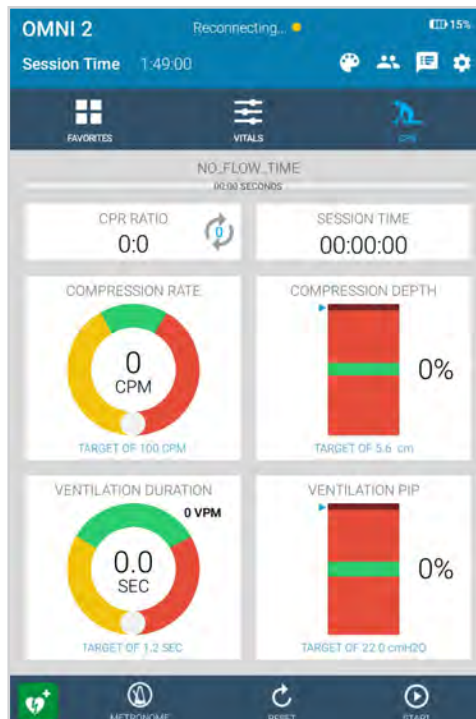 OMNI 2 Reconnecting... 15%
Session Time 1:49:00
FAVORITES VITALS CPR
NO_FLOW_TIME
00:00 SECONDS
CPR RATIO
0:0
0
SESSION TIME
00:00:00
COMPRESSION RATE
0
CPM
TARGET OF 100 CPM
COMPRESSION DEPTH
0%
TARGET OF 5.6 cm
VENTILATION DURATION
0 VPM
0.0
SEC
TARGET OF 1.2 SEC
VENTILATION PIP
0%
TARGET OF 22.0 cmH2O
METRONOME RESET START